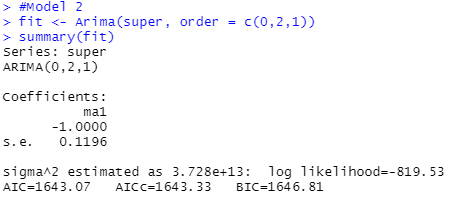 > #Model 2
> fit <- Arima(super, order = c(0,2,1))
> summary(fit)
Series: super
ARIMA(0,2,1)

Coefficients:
          ma1
      -1.0000
s.e.   0.1196

sigma^2 estimated as 3.728e+13:  log likelihood=-819.53
AIC=1643.07   AICc=1643.33   BIC=1646.81